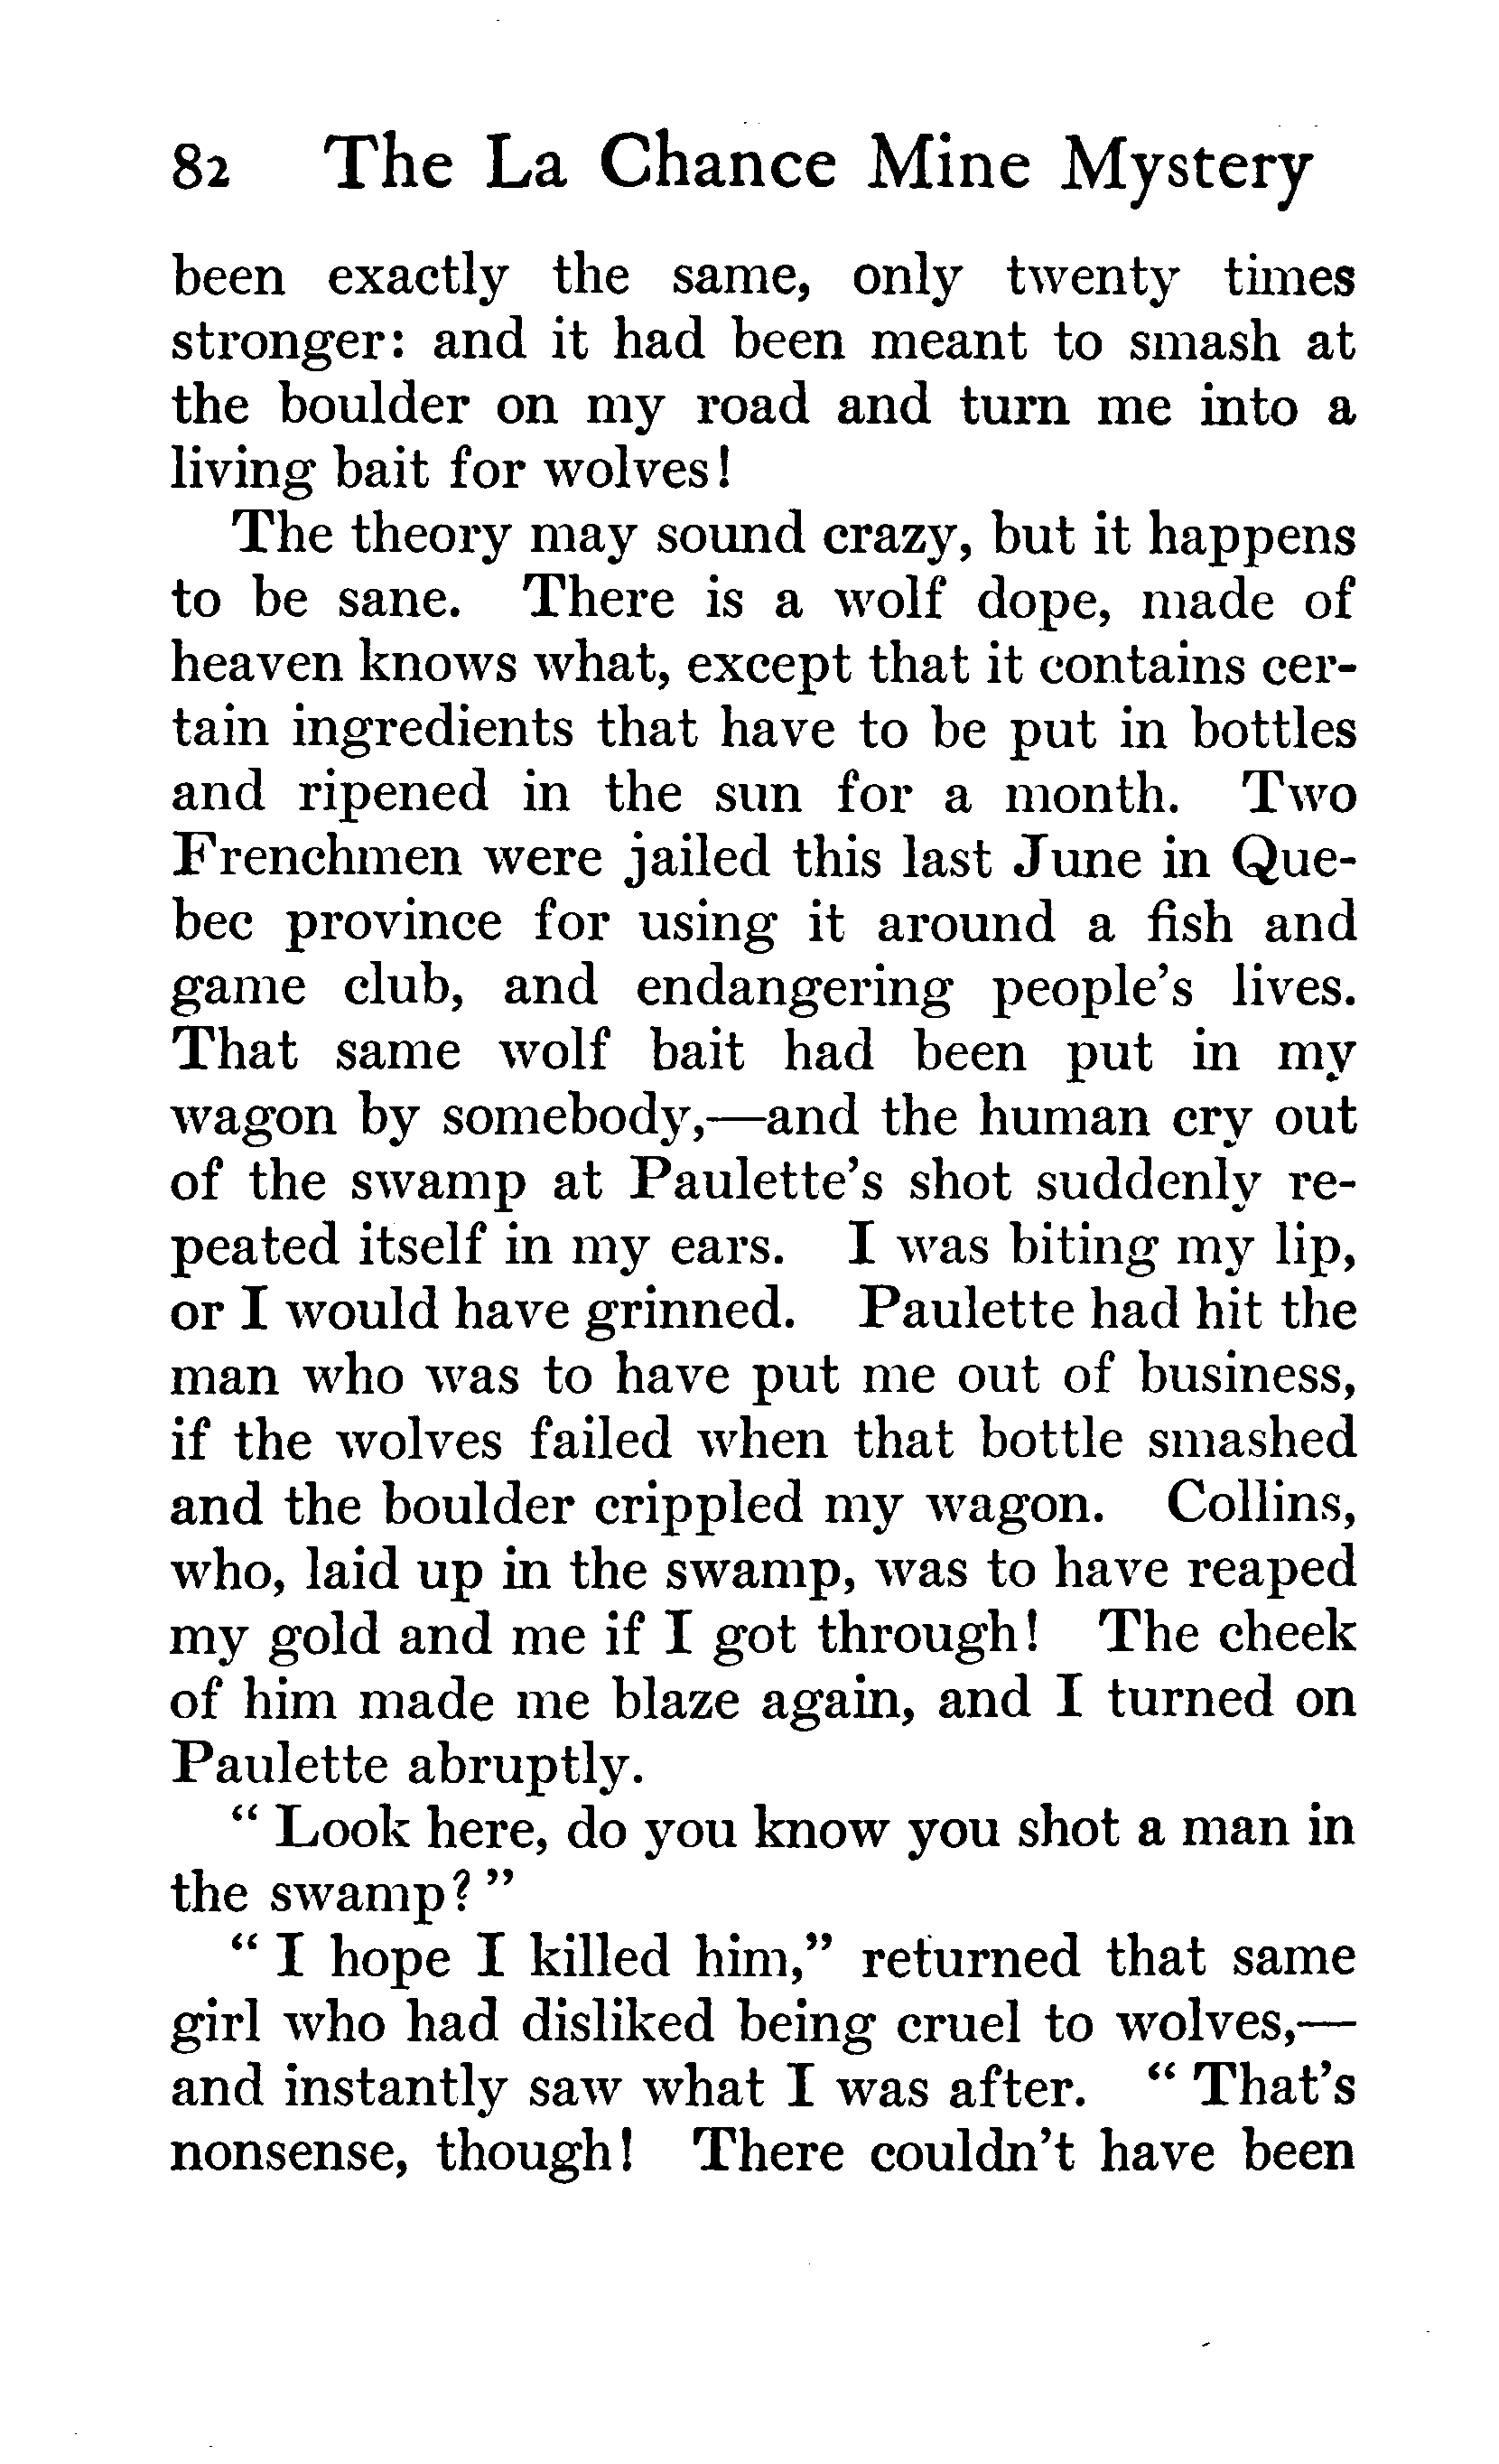 82 The La Chance Mine Mystery
been exactly the same, only twenty times
stronger: and it had been meant to smash at
the boulder on my road and turn me into a
living bait for wolves!
The theory may sound crazy, but it happens
to be sane. There is a wolf dope, made of
heaven knows what, except that it contains cer-
tain ingredients that have to be put in bottles
and ripened in the sun for a month. Two
Frenchmen were jailed this last June in Que-
bec province for using it around a fish and
game club, and endangering people's lives.
That same wolf bait had been put in my
wagon by somebody,—and the human cry out
of the swamp at Paulette's shot suddenly re-
peated itself in my ears. I was biting my lip,
or I would have grinned. Paulette had hit the
man who was to have put me out of business,
if the wolves failed when that bottle smashed
and the boulder crippled my wagon. Collins,
who, laid up in the swamp, was to have reaped
my gold and me if I got through! The cheek
of him made me blaze again, and I turned on
Paulette abruptly.
"Look here, do you know you shot a man in
the swamp?"
"I hope I killed him," returned that same
girl who had disliked being cruel to wolves,—
and instantly saw what I was after. "That's
nonsense, though! There couldn't have been